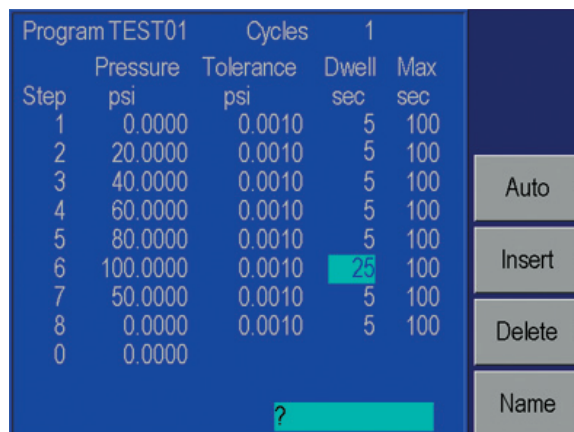 Program TEST01 Cycles 1
Pressure Tolerance Dwell Max
Step psi psi sec sec
1 0.0000 0.0010 5 100
2 20.0000 0.0010 5 100
3 40.0000 0.0010 5 100
4 60.0000 0.0010 5 100
5 80.0000 0.0010 5 100
6 100.0000 0.0010 25 100
7 50.0000 0.0010 5 100
8 0.0000 0.0010 5 100
0 0.0000
?
Auto
Insert
Delete
Name